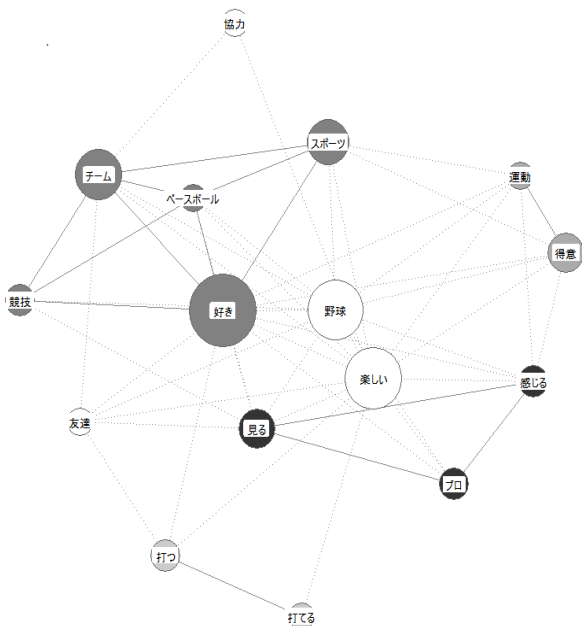 協力
スポーツ
チーム
運動
ベースボール
得意
競技
好き
野球
楽しい
感じる
友達
見る
プロ
打つ
打てる